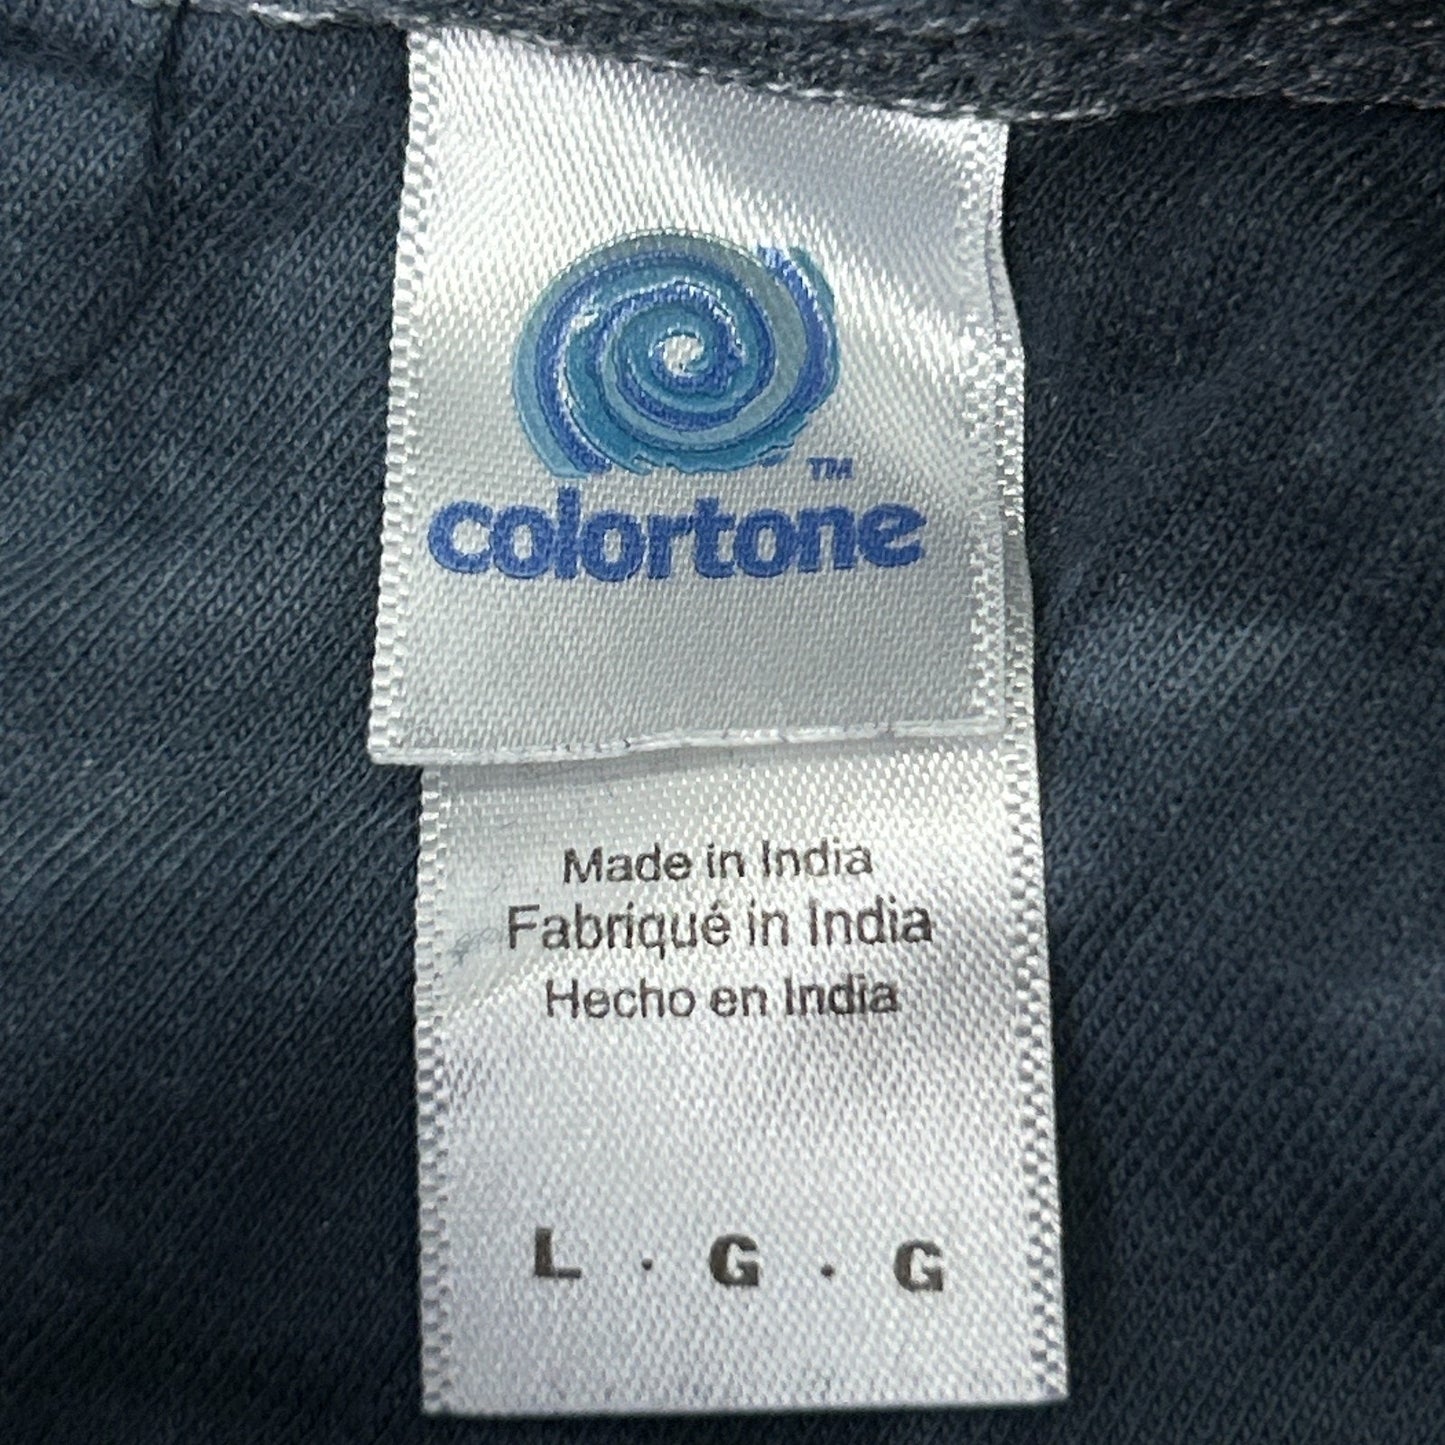 TM
colortone
Made in India
Fabriqué in India
Hecho en India
L · G · G